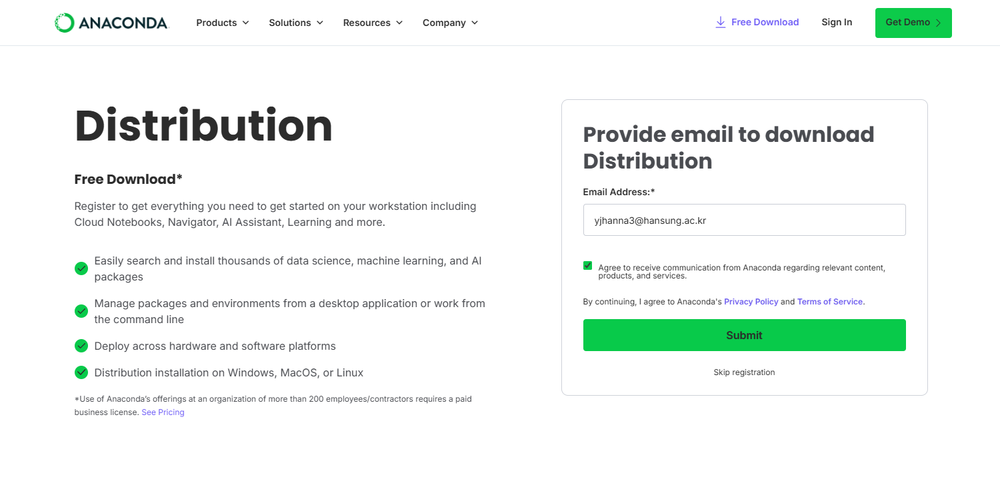 ANACONDA.
Products
Solutions
Resources
Company
Free Download
Sign In
Get Demo
Distribution
Free Download*
Register to get everything you need to get started on your workstation including
Cloud Notebooks, Navigator, AI Assistant, Learning and more.
Easily search and install thousands of data science, machine learning, and AI
packages
Manage packages and environments from a desktop application or work from
the command line
Deploy across hardware and software platforms
Distribution installation on Windows, MacOS, or Linux
*Use of Anaconda’s offerings at an organization of more than 200 employees/contractors requires a paid
business license. See Pricing
Provide email to download
Distribution
Email Address:*
yjhanna3@hansung.ac.kr
Agree to receive communication from Anaconda regarding relevant content,
products, and services.
By continuing, I agree to Anaconda's Privacy Policy and Terms of Service.
Submit
Skip registration